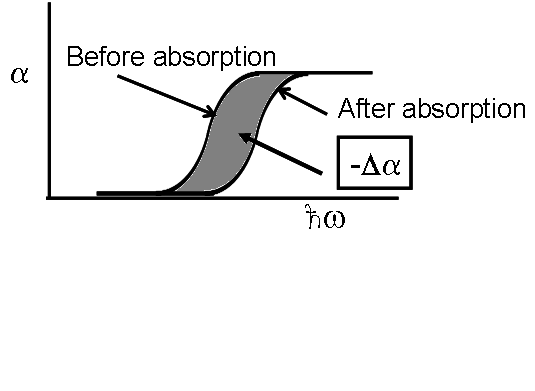 Before absorption
α
After absorption
-Δα
ħω